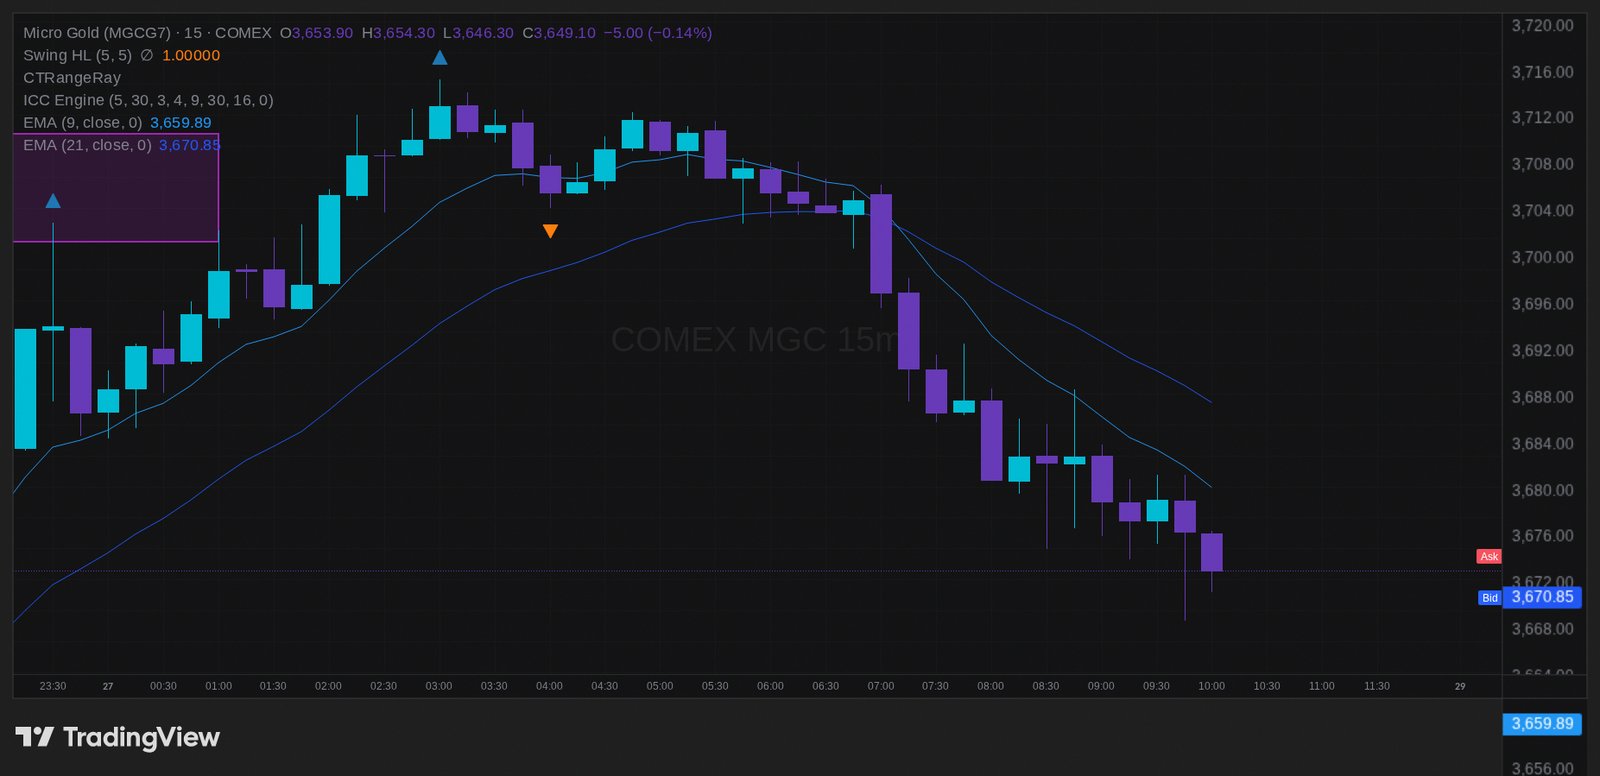 Micro Gold (MGCG7) · 15 · COMEX O3,653.90 H3,654.30 L3,646.30 C3,649.10 −5.00 (−0.14%)
Swing HL (5, 5) ∅ 1.00000
CTRangeRay
ICC Engine (5, 30, 3, 4, 9, 30, 16, 0)
EMA (9, close, 0) 3,659.89
EMA (21, close, 0) 3,670.85
COMEX MGC 15m
3,720.00
3,716.00
3,712.00
3,708.00
3,704.00
3,700.00
3,696.00
3,692.00
3,688.00
3,684.00
3,680.00
3,676.00
Ask
3,672.00
Bid 3,670.85
3,668.00
3,664.00
23:30 27 00:30 01:00 01:30 02:00 02:30 03:00 03:30 04:00 04:30 05:00 05:30 06:00 06:30 07:00 07:30 08:00 08:30 09:00 09:30 10:00 10:30 11:00 11:30 29
3,659.89
TradingView
3,656.00